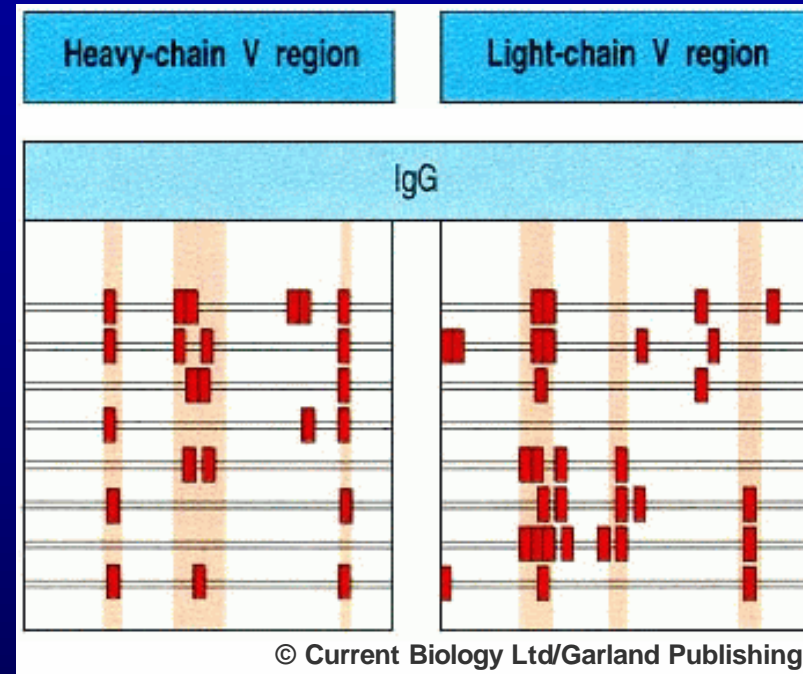 Heavy-chain V region
Light-chain V region
IgG
© Current Biology Ltd/Garland Publishing